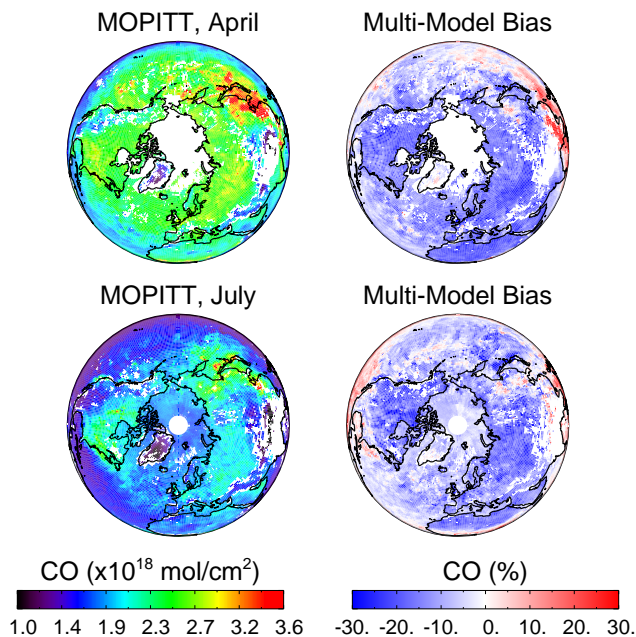 MOPITT, April
Multi-Model Bias
MOPITT, July
Multi-Model Bias
CO (x10¹⁸ mol/cm²)
CO (%)
1.0 1.4 1.9 2.3 2.7 3.2 3.6
-30. -20. -10. 0. 10. 20. 30.